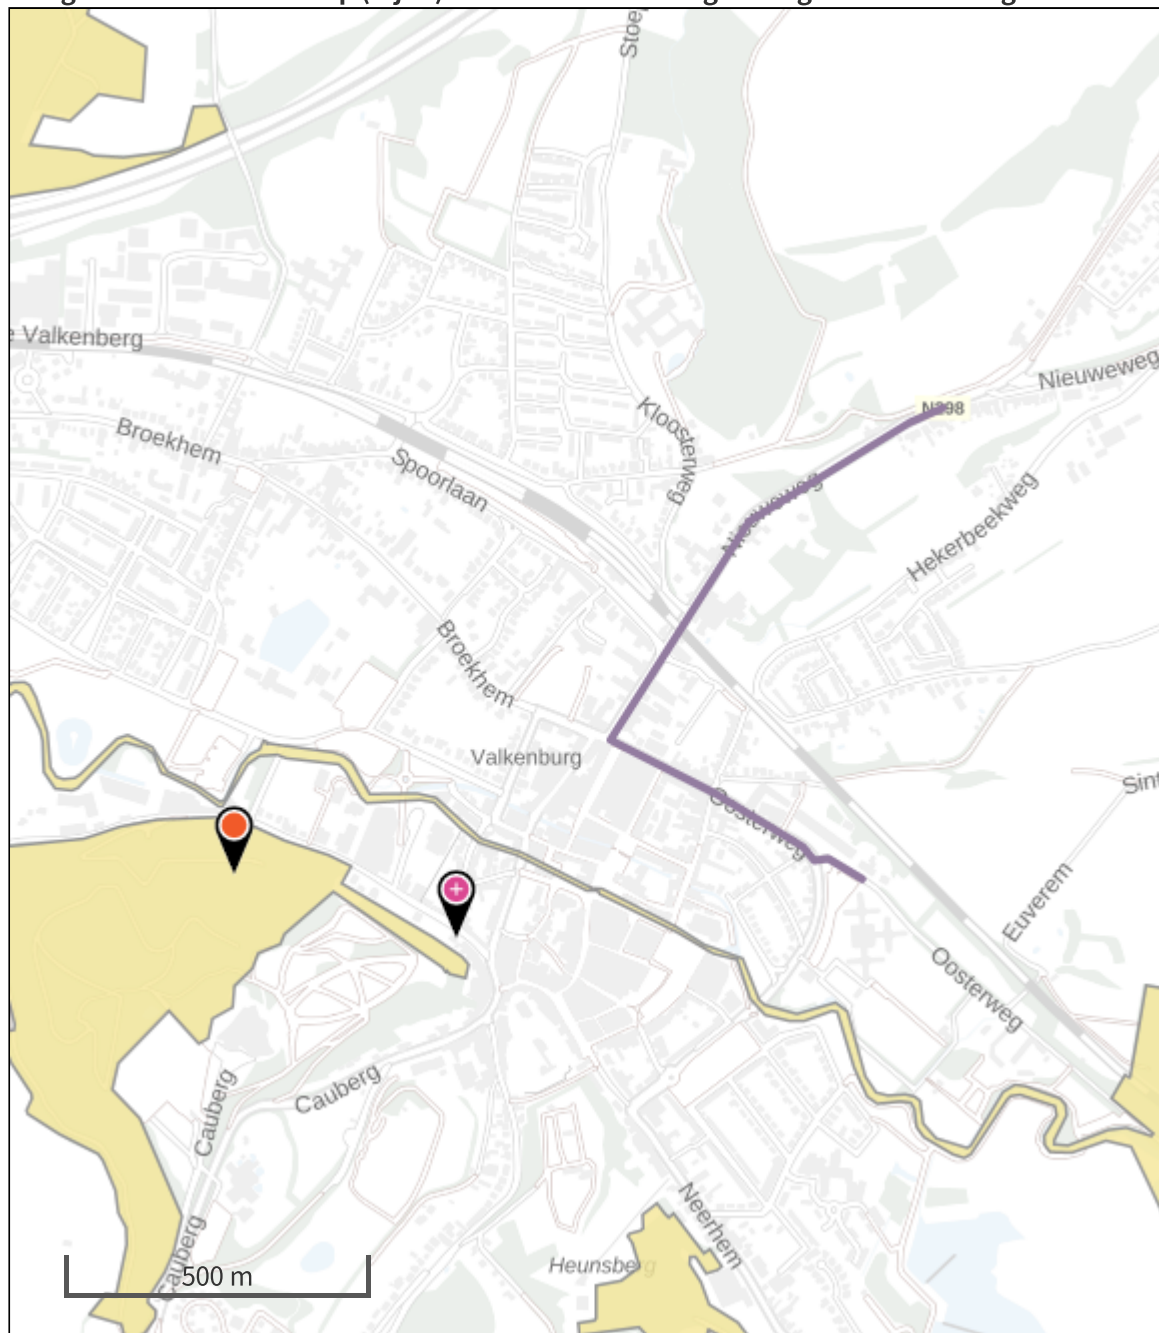 Stoe
e Valkenberg
Nieuweweg
N298
Broekhem
Kloosterweg
Spoorlaan
Nieuweweg
Hekerbeekweg
Broekhem
Valkenburg
Oosterweg
Sint
Euverem
Oosterweg
Cauberg
Cauberg
Neerhem
Cauberg
Heunsberg
500 m